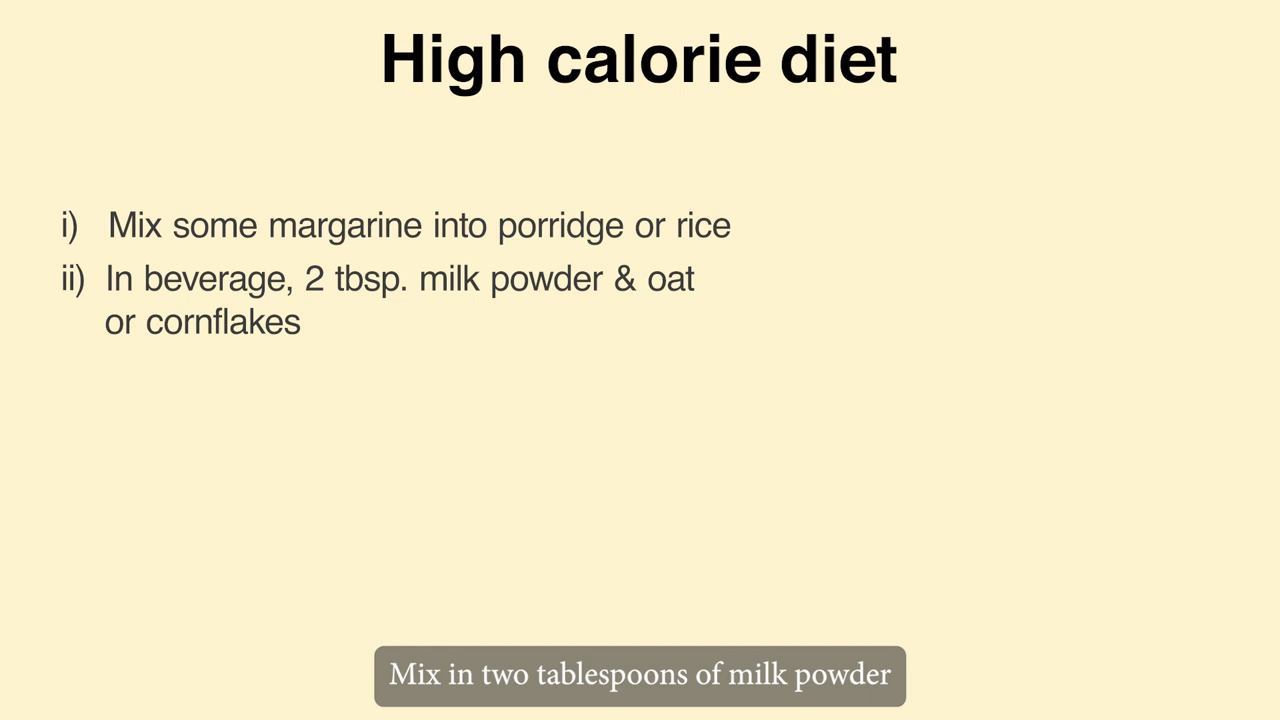 High calorie diet
i) Mix some margarine into porridge or rice
ii) In beverage, 2 tbsp. milk powder & oat
or cornflakes
Mix in two tablespoons of milk powder